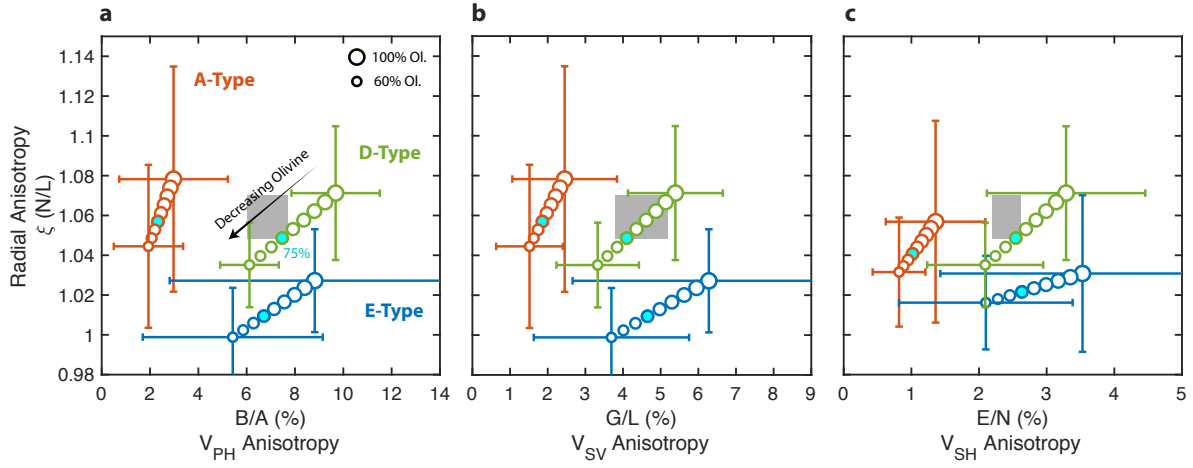 a
b
c
Radial Anisotropy
ξ (N/L)
1.14
1.12
1.1
1.08
1.06
1.04
1.02
1
0.98
A-Type
100% Ol.
60% Ol.
D-Type
Decreasing Olivine
75%
E-Type
0 2 4 6 8 10 12 14
B/A (%)
V_PH Anisotropy
0 1 2 3 4 5 6 7 8 9
G/L (%)
V_SV Anisotropy
0 1 2 3 4 5
E/N (%)
V_SH Anisotropy